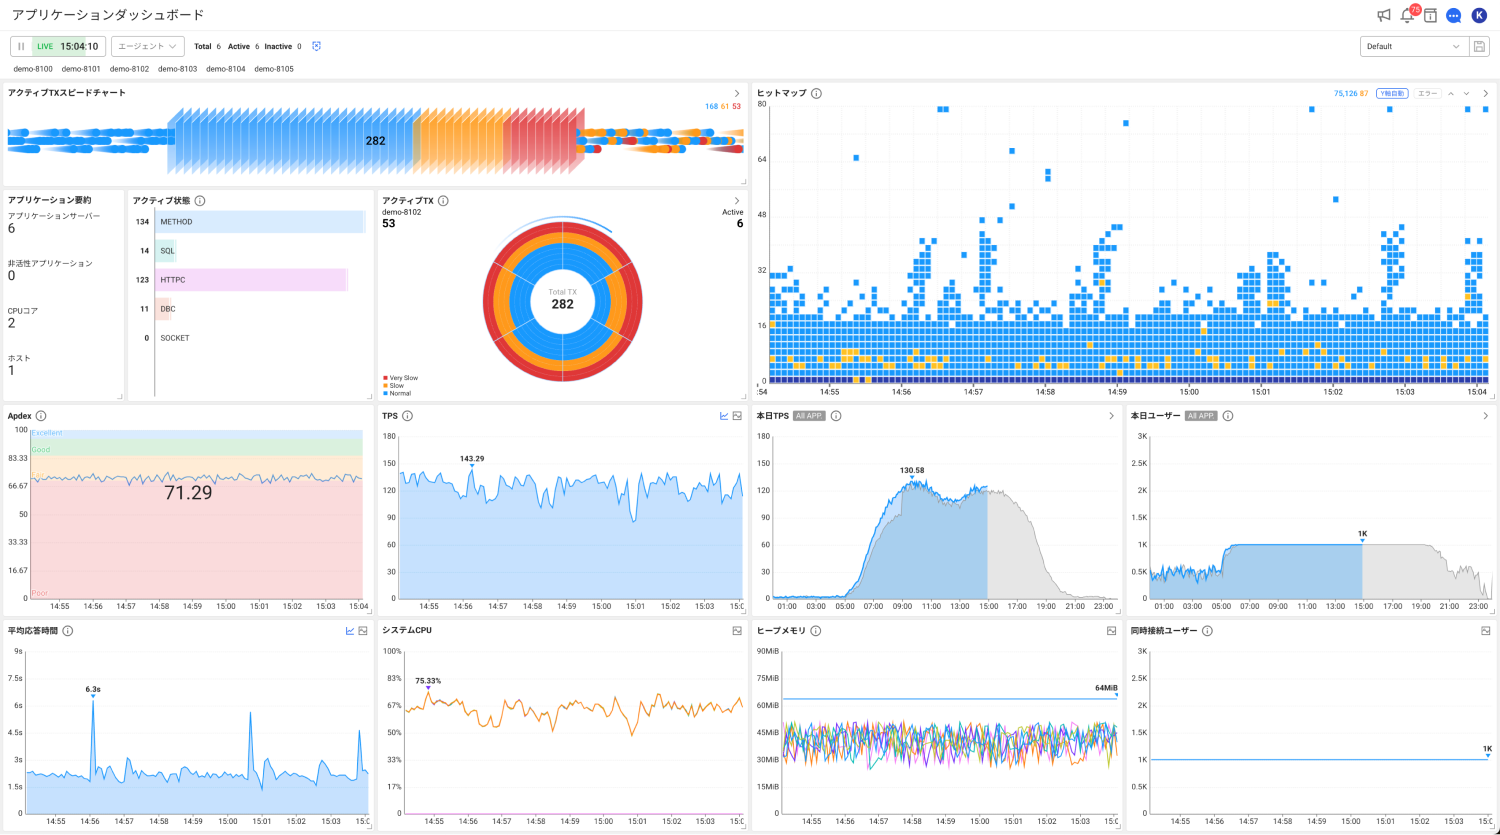 アプリケーションダッシュボード
75
K
LIVE 15:04:10
エージェント
Total 6 Active 6 Inactive 0
Default
demo-8100 demo-8101 demo-8102 demo-8103 demo-8104 demo-8105
アクティブTXスピードチャート
168 61 53
282
ヒートマップ
75,126 87 Y軸自動 エラー
80
64
48
32
16
0
:54 14:55 14:56 14:57 14:58 14:59 15:00 15:01 15:02 15:03 15:04
アプリケーション要約
アプリケーションサーバー
6
非活性アプリケーション
0
CPUコア
2
ホスト
1
アクティブ状態
134 METHOD
14 SQL
123 HTTPC
11 DBC
0 SOCKET
アクティブTX
demo-8102
53
Active
6
Total TX
282
Very Slow
Slow
Normal
Apdex
100
83.33
66.67
50
33.33
16.67
0
Excellent
Good
Fair
71.29
Poor
14:55 14:56 14:57 14:58 14:59 15:00 15:01 15:02 15:03 15:04
TPS
180
150
120
90
60
30
0
143.29
14:55 14:56 14:57 14:58 14:59 15:00 15:01 15:02 15:03 15:0
本日TPS All APP
180
150
120
90
60
30
0
130.58
01:00 03:00 05:00 07:00 09:00 11:00 13:00 15:00 17:00 19:00 21:00 23:00
本日ユーザー All APP
3K
2.5K
2K
1.5K
1K
0.5K
0
1K
01:00 03:00 05:00 07:00 09:00 11:00 13:00 15:00 17:00 19:00 21:00 23:00
平均応答時間
9s
7.5s
6s
4.5s
3s
1.5s
0
6.3s
14:55 14:56 14:57 14:58 14:59 15:00 15:01 15:02 15:03 15:0
システムCPU
100%
83%
67%
50%
33%
17%
0
75.33%
14:55 14:56 14:57 14:58 14:59 15:00 15:01 15:02 15:03 15:0
ヒープメモリ
90MiB
75MiB
60MiB
45MiB
30MiB
15MiB
0
64MiB
14:55 14:56 14:57 14:58 14:59 15:00 15:01 15:02 15:03 15:04
同時接続ユーザー
3K
2.5K
2K
1.5K
1K
0.5K
0
1K
14:55 14:56 14:57 14:58 14:59 15:00 15:01 15:02 15:03 15:0